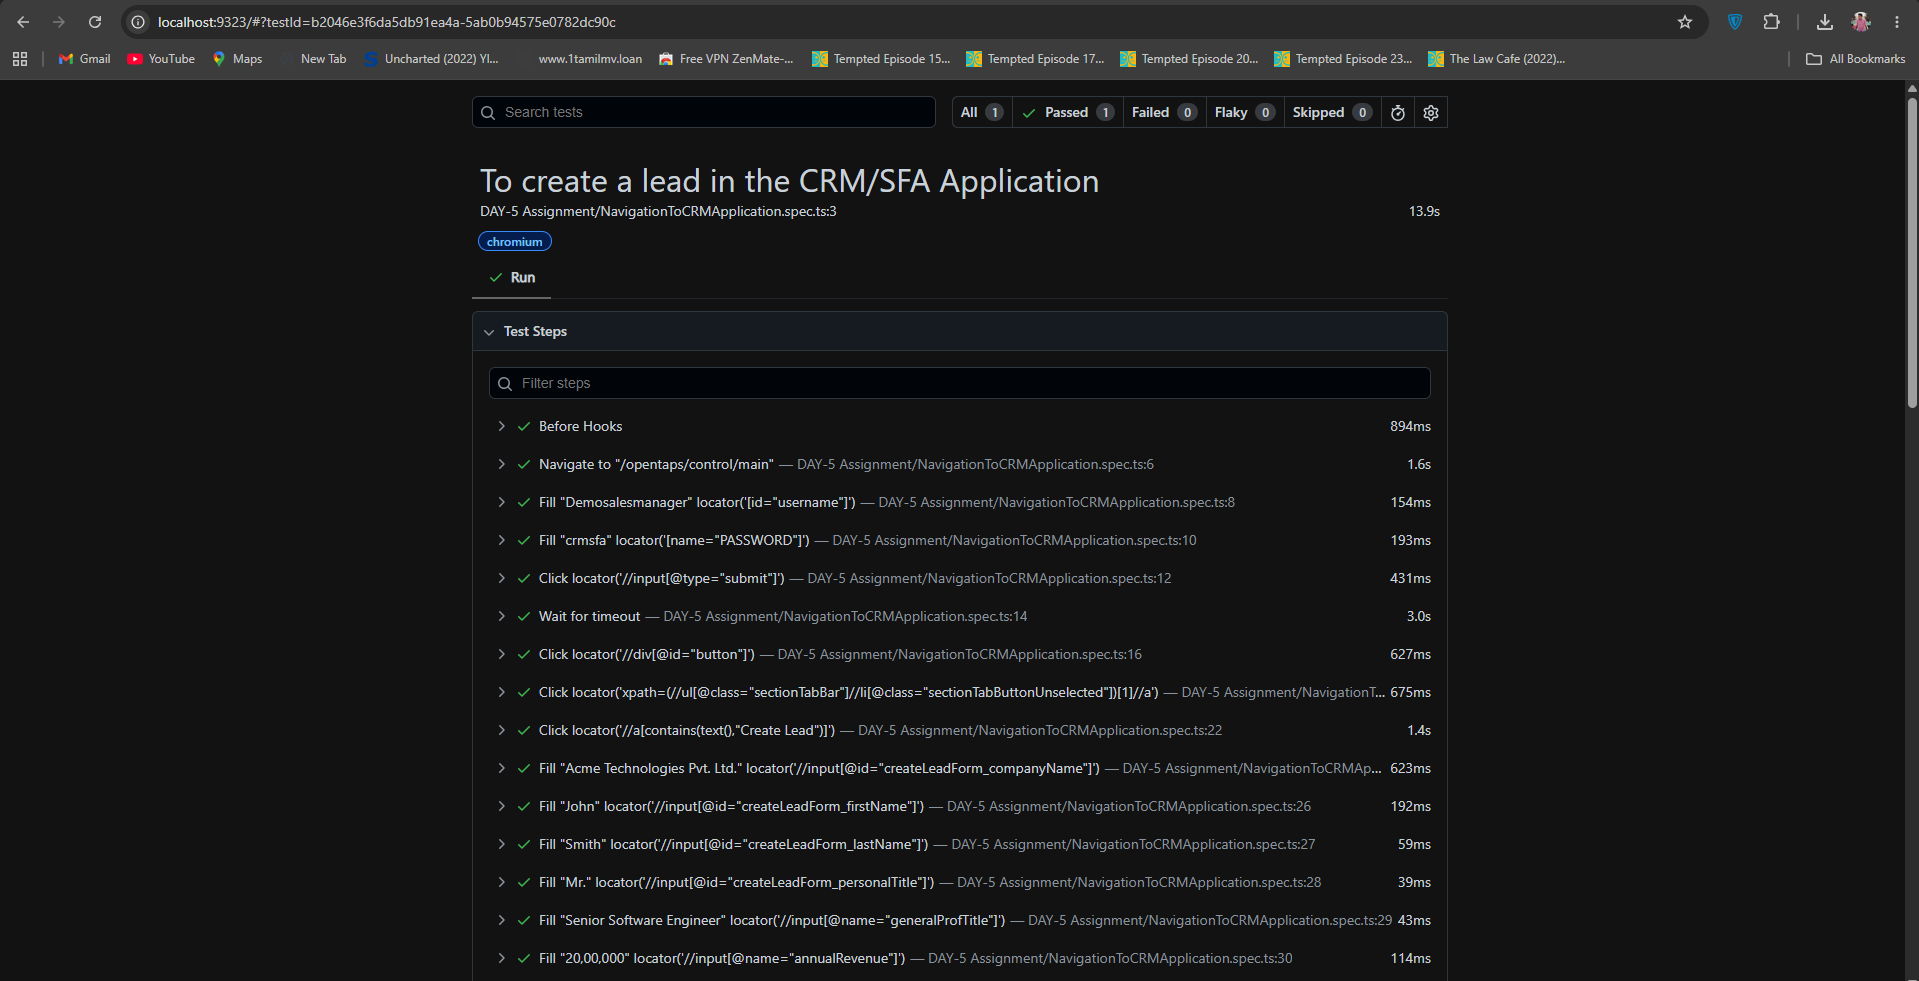 localhost:9323/#?testId=b2046e3f6da5db91ea4a-5ab0b94575e0782dc90c
Gmail YouTube Maps New Tab Uncharted (2022) YI... www.1tamilmv.loan Free VPN ZenMate-... Tempted Episode 15... Tempted Episode 17... Tempted Episode 20... Tempted Episode 23... The Law Cafe (2022)... All Bookmarks
Search tests All 1 Passed 1 Failed 0 Flaky 0 Skipped 0
To create a lead in the CRM/SFA Application
DAY-5 Assignment/NavigationToCRMApplication.spec.ts:3 13.9s
chromium
Run
Test Steps
Filter steps
Before Hooks 894ms
Navigate to "/opentaps/control/main" — DAY-5 Assignment/NavigationToCRMApplication.spec.ts:6 1.6s
Fill "Demosalesmanager" locator('[id="username"]') — DAY-5 Assignment/NavigationToCRMApplication.spec.ts:8 154ms
Fill "crmsfa" locator('[name="PASSWORD"]') — DAY-5 Assignment/NavigationToCRMApplication.spec.ts:10 193ms
Click locator('//input[@type="submit"]') — DAY-5 Assignment/NavigationToCRMApplication.spec.ts:12 431ms
Wait for timeout — DAY-5 Assignment/NavigationToCRMApplication.spec.ts:14 3.0s
Click locator('//div[@id="button"]') — DAY-5 Assignment/NavigationToCRMApplication.spec.ts:16 627ms
Click locator('xpath=(//ul[@class="sectionTabBar"]//li[@class="sectionTabButtonUnselected"])[1]//a') — DAY-5 Assignment/NavigationT... 675ms
Click locator('//a[contains(text(),"Create Lead")]') — DAY-5 Assignment/NavigationToCRMApplication.spec.ts:22 1.4s
Fill "Acme Technologies Pvt. Ltd." locator('//input[@id="createLeadForm_companyName"]') — DAY-5 Assignment/NavigationToCRMAp... 623ms
Fill "John" locator('//input[@id="createLeadForm_firstName"]') — DAY-5 Assignment/NavigationToCRMApplication.spec.ts:26 192ms
Fill "Smith" locator('//input[@id="createLeadForm_lastName"]') — DAY-5 Assignment/NavigationToCRMApplication.spec.ts:27 59ms
Fill "Mr." locator('//input[@id="createLeadForm_personalTitle"]') — DAY-5 Assignment/NavigationToCRMApplication.spec.ts:28 39ms
Fill "Senior Software Engineer" locator('//input[@name="generalProfTitle"]') — DAY-5 Assignment/NavigationToCRMApplication.spec.ts:29 43ms
Fill "20,00,000" locator('//input[@name="annualRevenue"]') — DAY-5 Assignment/NavigationToCRMApplication.spec.ts:30 114ms